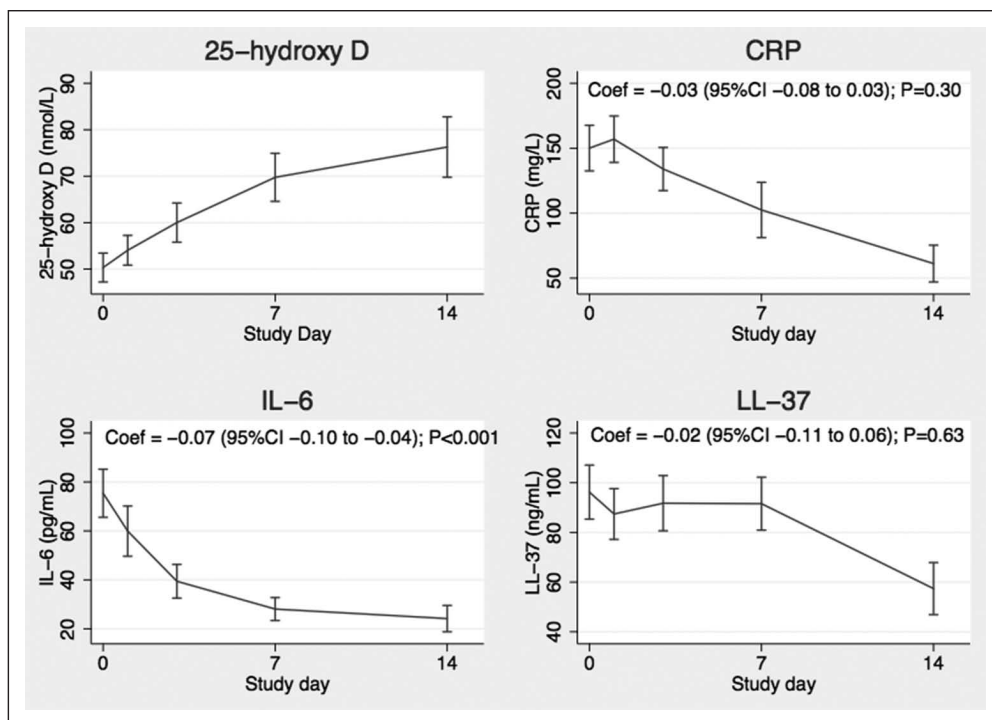 25–hydroxy D
25–hydroxy D (nmol/L)
90
80
70
60
50
0
7
14
Study Day
CRP
Coef = –0.03 (95%CI –0.08 to 0.03); P=0.30
CRP (mg/L)
200
150
100
50
0
7
14
Study day
IL–6
Coef = –0.07 (95%CI –0.10 to –0.04); P<0.001
IL–6 (pg/mL)
100
80
60
40
20
0
7
14
Study day
LL–37
Coef = –0.02 (95%CI –0.11 to 0.06); P=0.63
LL–37 (ng/mL)
120
100
80
60
40
0
7
14
Study day